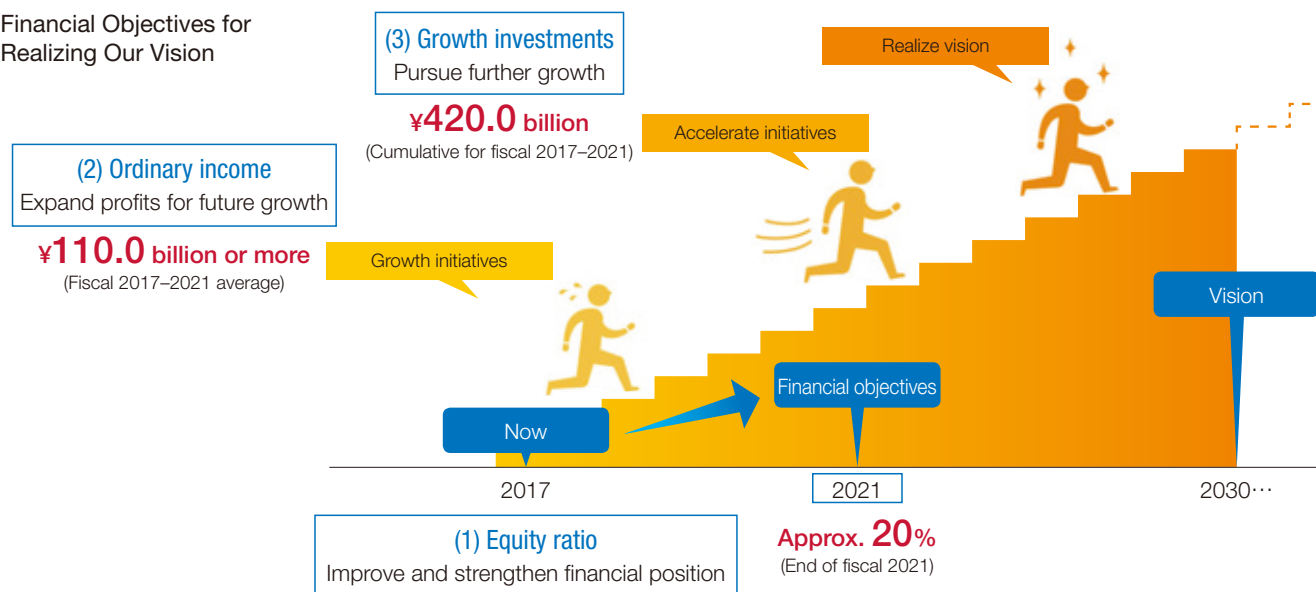 Financial Objectives for
Realizing Our Vision
(3) Growth investments
Pursue further growth
¥420.0 billion
(Cumulative for fiscal 2017–2021)
Realize vision
Accelerate initiatives
(2) Ordinary income
Expand profits for future growth
¥110.0 billion or more
(Fiscal 2017–2021 average)
Growth initiatives
Vision
Financial objectives
Now
2017
2021
2030…
(1) Equity ratio
Improve and strengthen financial position
Approx. 20%
(End of fiscal 2021)